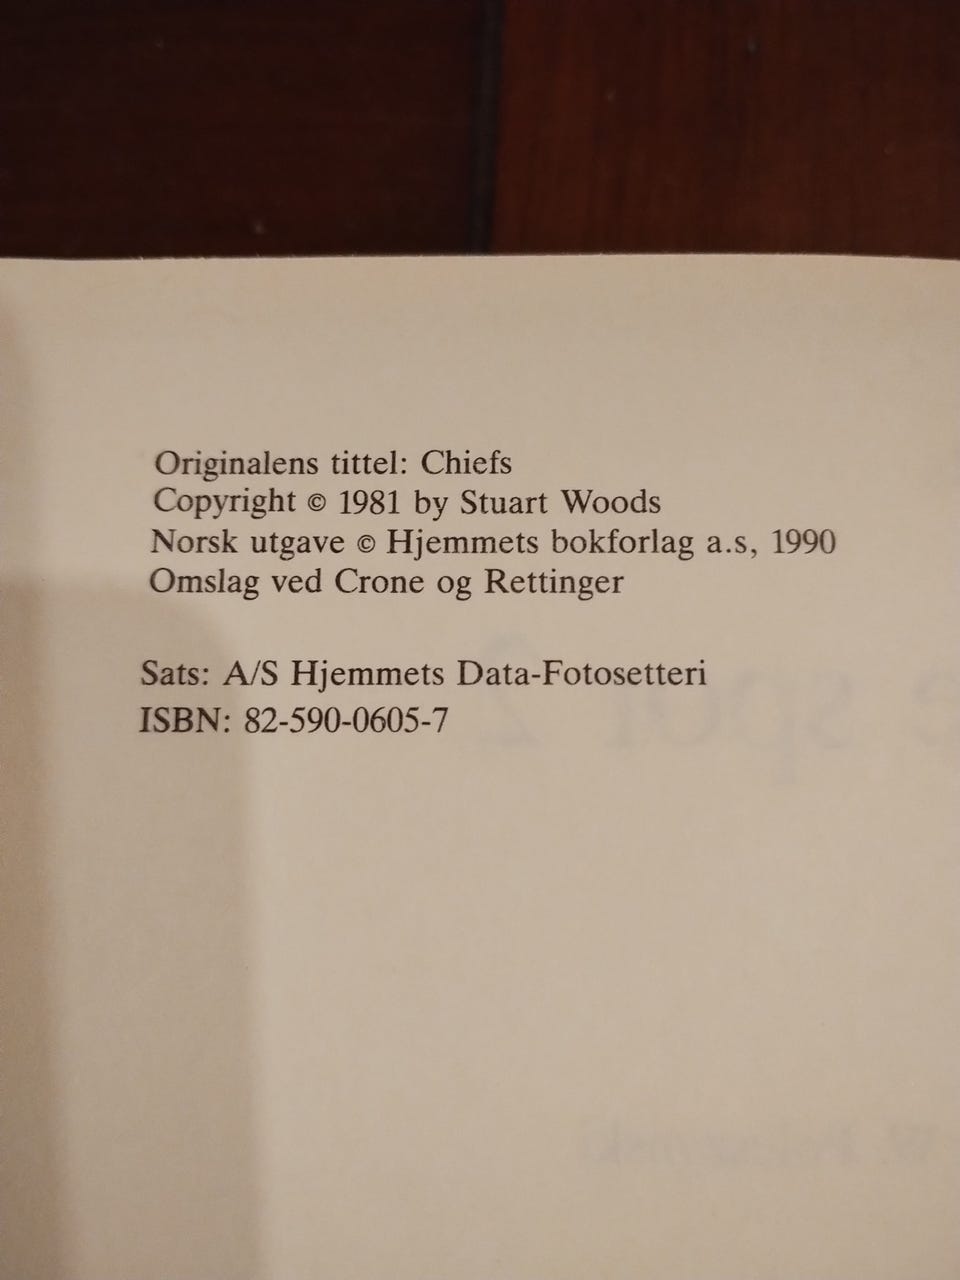 Originalens tittel: Chiefs
Copyright © 1981 by Stuart Woods
Norsk utgave © Hjemmets bokforlag a.s, 1990
Omslag ved Crone og Rettinger
Sats: A/S Hjemmets Data-Fotosetteri
ISBN: 82-590-0605-7